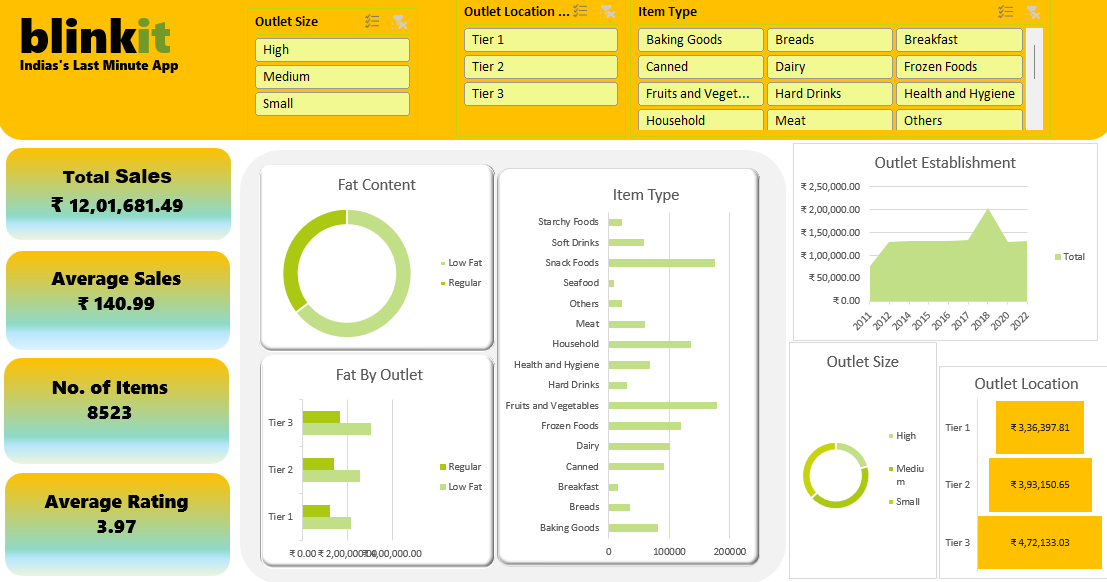 blinkit
Indias's Last Minute App
Outlet Size
High
Medium
Small
Outlet Location ...
Tier 1
Tier 2
Tier 3
Item Type
Baking Goods
Breads
Breakfast
Canned
Dairy
Frozen Foods
Fruits and Veget...
Hard Drinks
Health and Hygiene
Household
Meat
Others
Total Sales
₹ 12,01,681.49
Average Sales
₹ 140.99
No. of Items
8523
Average Rating
3.97
Fat Content
Low Fat
Regular
Fat By Outlet
Tier 3
Tier 2
Tier 1
Regular
Low Fat
₹ 0.00 ₹ 2,00,000.00 ₹ 4,00,000.00
Item Type
Starchy Foods
Soft Drinks
Snack Foods
Seafood
Others
Meat
Household
Health and Hygiene
Hard Drinks
Fruits and Vegetables
Frozen Foods
Dairy
Canned
Breakfast
Breads
Baking Goods
0 100000 200000
Outlet Establishment
₹ 2,50,000.00
₹ 2,00,000.00
₹ 1,50,000.00
₹ 1,00,000.00
₹ 50,000.00
₹ 0.00
2011 2012 2014 2015 2016 2017 2018 2020 2022
Total
Outlet Size
High
Mediu
m
Small
Outlet Location
Tier 1 ₹ 3,36,397.81
Tier 2 ₹ 3,93,150.65
Tier 3 ₹ 4,72,133.03